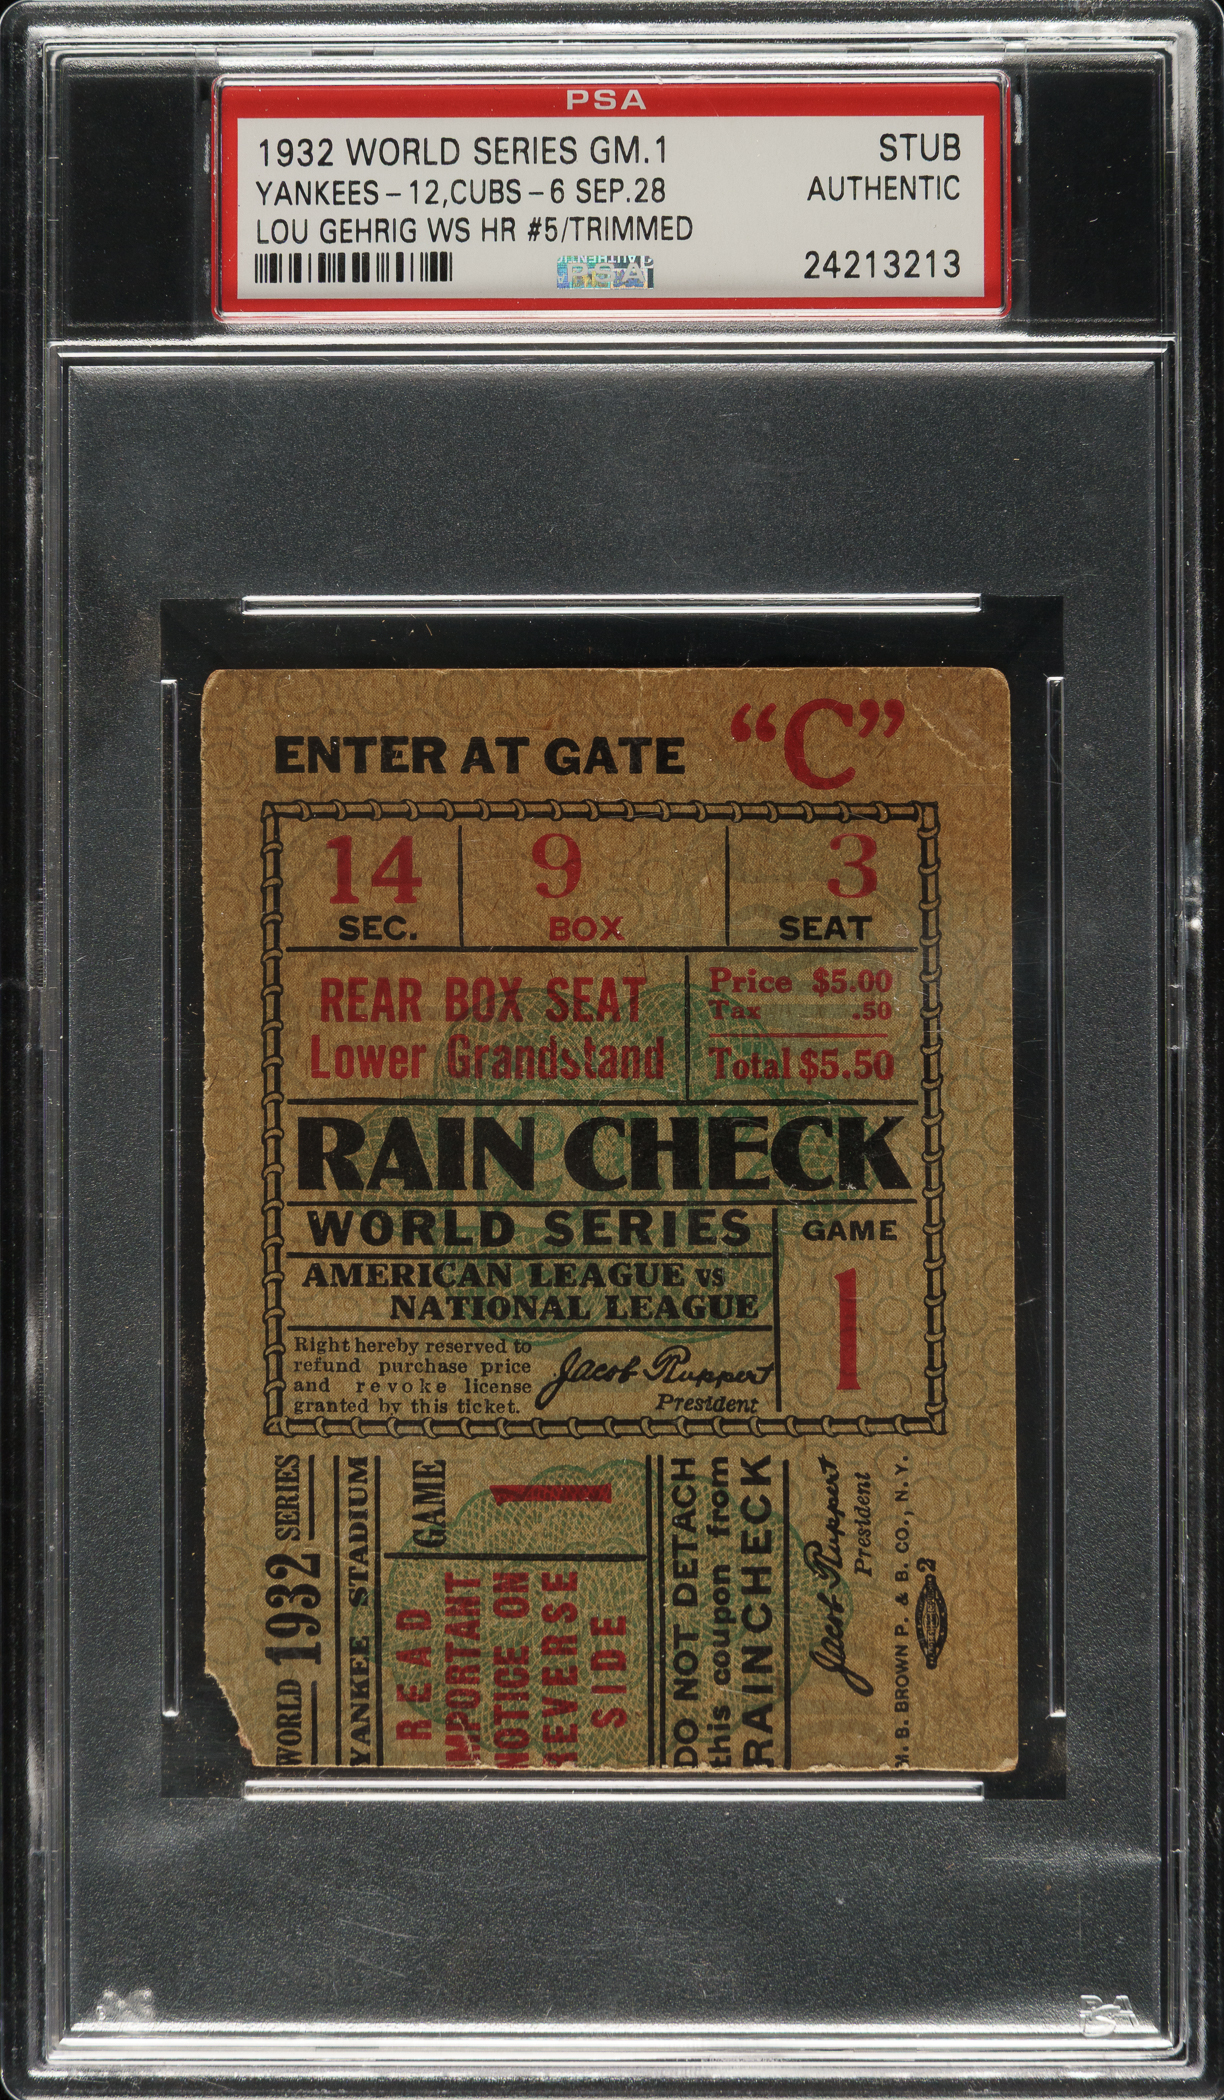 PSA
1932 WORLD SERIES GM.1 STUB
YANKEES-12,CUBS-6 SEP.28 AUTHENTIC
LOU GEHRIG WS HR #5/TRIMMED
PSA 24213213
ENTER AT GATE "C"
14 9 3
SEC. BOX SEAT
REAR BOX SEAT
Lower Grandstand
Price $5.00
Tax .50
Total $5.50
RAIN CHECK
WORLD SERIES
GAME
1
AMERICAN LEAGUE VS
NATIONAL LEAGUE
Right hereby reserved to
refund purchase price
and revoke license
granted by this ticket.
Jacob Ruppert
President
WORLD 1932 SERIES
YANKEE STADIUM
GAME 1
READ
IMPORTANT
NOTICE ON
REVERSE
SIDE
DO NOT DETACH
this coupon from
RAINCHECK
Jacob Ruppert
President
M. B. BROWN P. & B. CO., N. Y.
2
PSA